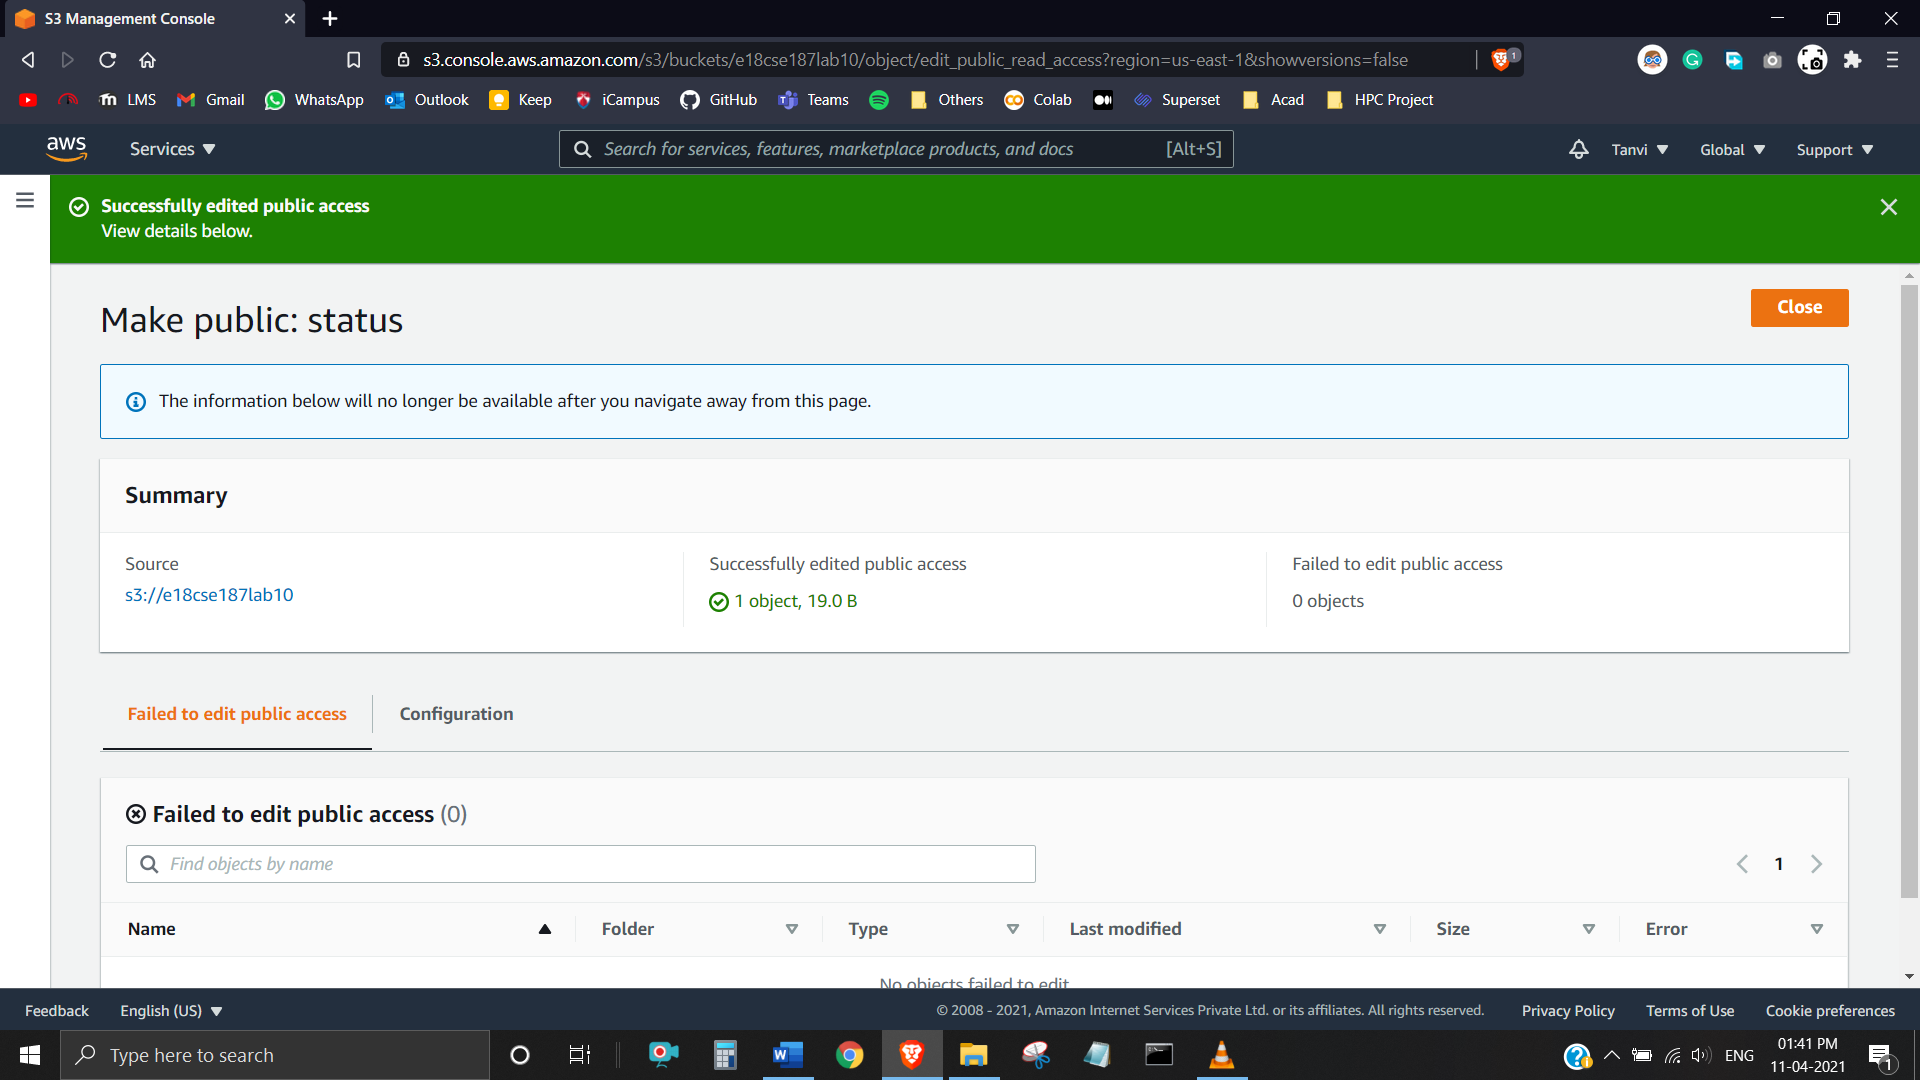 S3 Management Console
s3.console.aws.amazon.com/s3/buckets/e18cse187lab10/object/edit_public_read_access?region=us-east-1&showversions=false
1
LMS Gmail WhatsApp Outlook Keep iCampus GitHub Teams Others Colab Superset Acad HPC Project
aws Services Search for services, features, marketplace products, and docs [Alt+S] Tanvi Global Support
Successfully edited public access
View details below.
Make public: status
Close
The information below will no longer be available after you navigate away from this page.
Summary
Source Successfully edited public access Failed to edit public access
s3://e18cse187lab10 1 object, 19.0 B 0 objects
Failed to edit public access Configuration
Failed to edit public access (0)
Find objects by name 1
Name Folder Type Last modified Size Error
No objects failed to edit
Feedback English (US) © 2008 - 2021, Amazon Internet Services Private Ltd. or its affiliates. All rights reserved. Privacy Policy Terms of Use Cookie preferences
Type here to search ENG 01:41 PM
11-04-2021 1